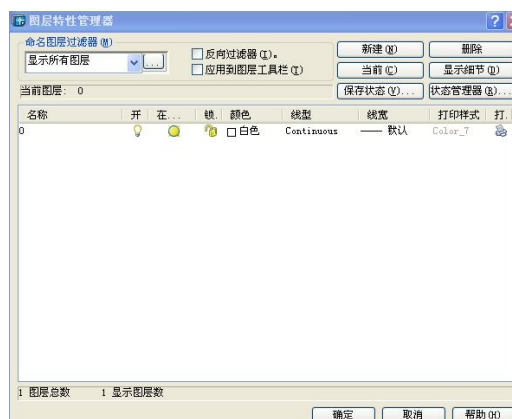 图层特性管理器
命名图层过滤器(M)
显示所有图层
...
反向过滤器(I)。
应用到图层工具栏(T)
新建(N)
删除
当前(C)
显示细节(D)
当前图层: 0
保存状态(V)...
状态管理器(R)...
名称 开 在... 锁. 颜色 线型 线宽 打印样式 打.
0 白色 Continuous 默认 Color_7
1 图层总数 1 显示图层数
确定 取消 帮助(H)